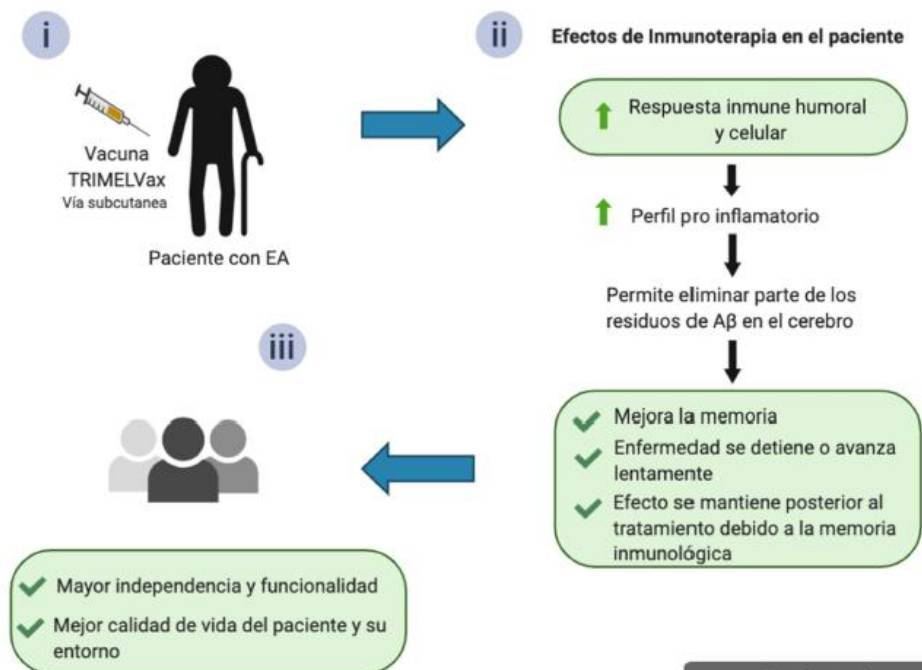 i
Vacuna
TRIMELVax
Vía subcutanea
Paciente con EA
ii
Efectos de Inmunoterapia en el paciente
Respuesta inmune humoral
y celular
Perfil pro inflamatorio
Permite eliminar parte de los
residuos de Aβ en el cerebro
Mejora la memoria
Enfermedad se detiene o avanza
lentamente
Efecto se mantiene posterior al
tratamiento debido a la memoria
inmunológica
iii
Mayor independencia y funcionalidad
Mejor calidad de vida del paciente y su
entorno